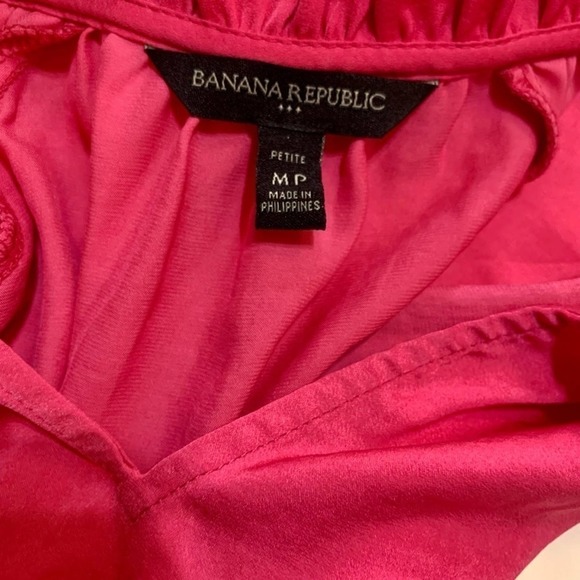 BANANA REPUBLIC
PETITE
MP
MADE IN
PHILIPPINES